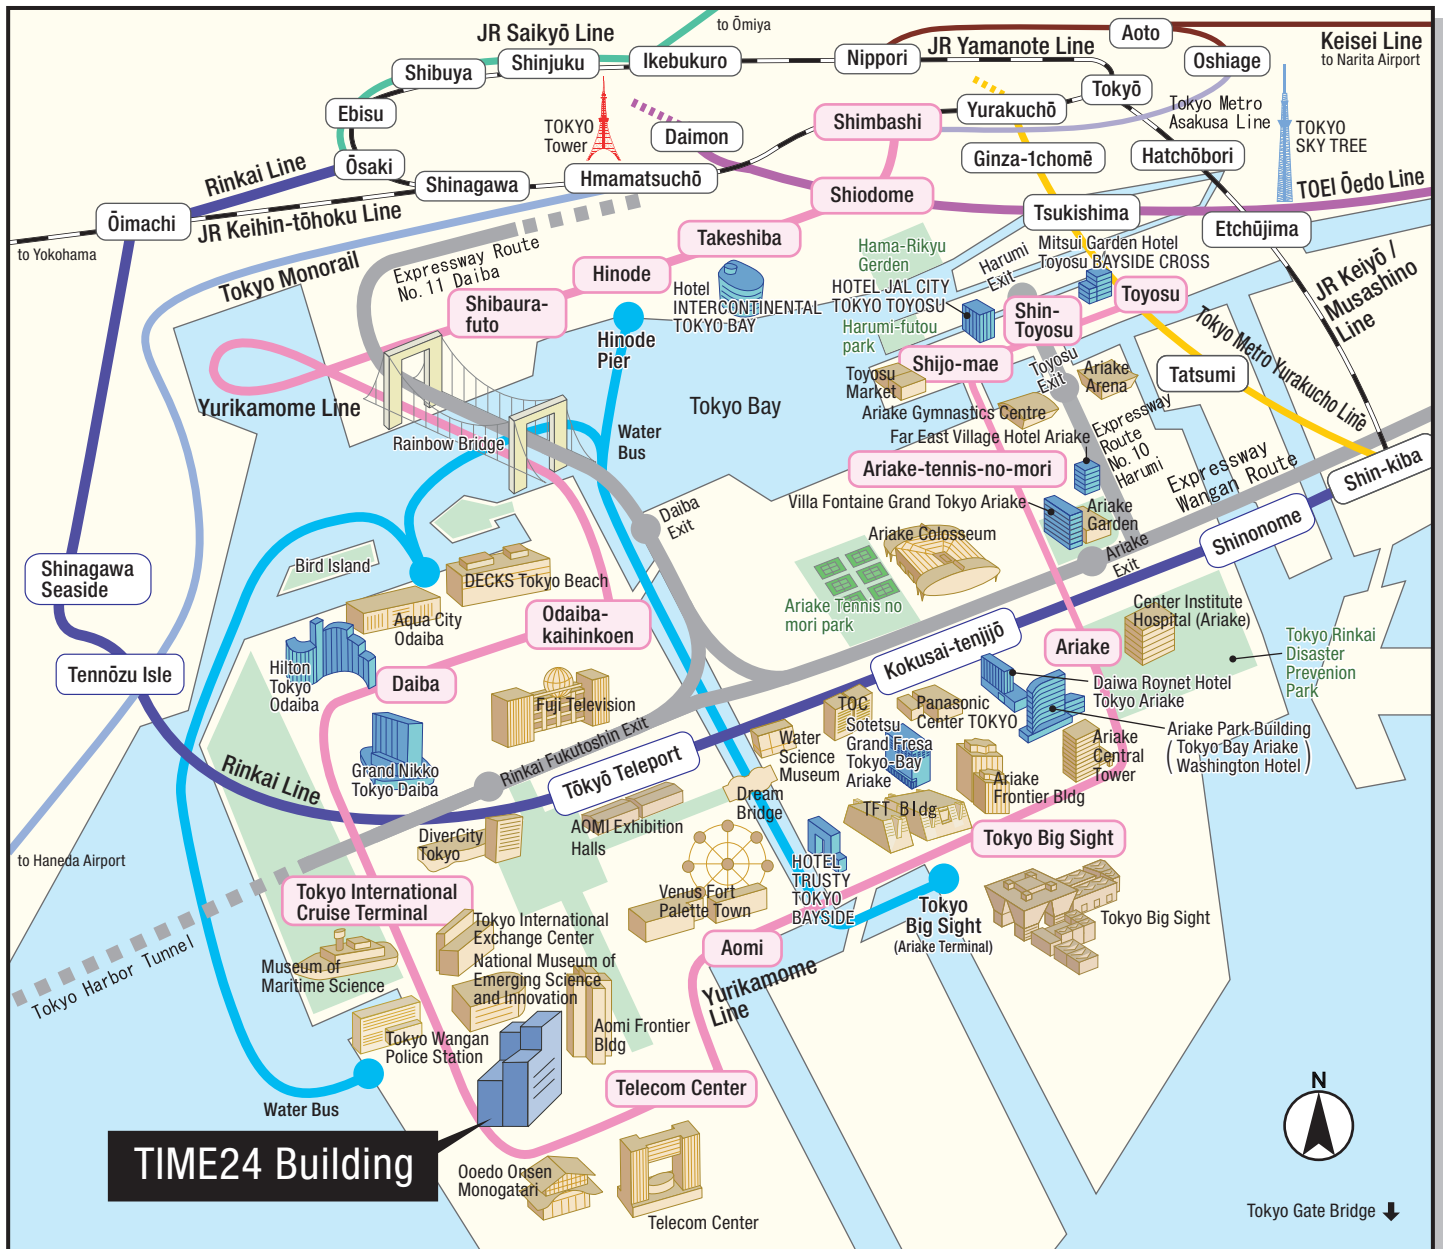 to Ōmiya
JR Saikyō Line
Aoto
Keisei Line
to Narita Airport
Shinjuku
Ikebukuro
Nippori
JR Yamanote Line
Oshiage
Shibuya
Tokyō
Ebisu
Yurakuchō
Tokyo Metro
Asakusa Line
TOKYO
Tower
Daimon
Shimbashi
TOKYO
SKY TREE
Ōsaki
Ginza-1chomē
Hatchōbori
Rinkai Line
Shinagawa
Hmamatsuchō
Shiodome
TOEI Ōedo Line
Ōimachi
JR Keihin-tōhoku Line
Tsukishima
Etchūjima
to Yokohama
Takeshiba
Tokyo Monorail
Expressway Route
No. 11 Daiba
Hinode
Hama-Rikyu
Gerden
Harumi
Exit
Mitsui Garden Hotel
Toyosu BAYSIDE CROSS
JR Keiyō /
Musashino
Line
Shibaura-
futo
Hotel
INTERCONTINENTAL
TOKYO BAY
HOTEL JAL CITY
TOKYO TOYOSU
Toyosu
Shin-
Toyosu
Hinode
Pier
Harumi-futou
park
Tokyo Metro Yurakucho Line
Shijo-mae
Toyosu
Market
Toyosu
Exit
Ariake
Arena
Tatsumi
Yurikamome Line
Tokyo Bay
Ariake Gymnastics Centre
Rainbow Bridge
Water
Bus
Far East Village Hotel Ariake
Expressway
Route
No. 10
Harumi
Expressway
Wangan Route
Shin-kiba
Ariake-tennis-no-mori
Villa Fontaine Grand Tokyo Ariake
Ariake
Garden
Daiba
Exit
Ariake Colosseum
Shinonome
Ariake
Exit
Shinagawa
Seaside
Bird Island
DECKS Tokyo Beach
Aqua City
Odaiba
Odaiba-
kaihinkoen
Ariake Tennis no
mori park
Center Institute
Hospital (Ariake)
Tokyo Rinkai
Disaster
Prevenion
Park
Kokusai-tenjijō
Ariake
Tennōzu Isle
Hilton
Tokyo
Odaiba
Daiba
Daiwa Roynet Hotel
Tokyo Ariake
Fuji Television
TOC
Panasonic
Center TOKYO
Sotetsu
Grand Fresa
Tokyo-Bay
Ariake
Ariake Park Building
(Tokyo Bay Ariake
Washington Hotel)
Rinkai Line
Grand Nikko
Tokyo Daiba
Rinkai Fukutoshin Exit
Tōkyō Teleport
Water
Science
Museum
Ariake
Central
Tower
Ariake
Frontier Bldg
Dream
Bridge
TFT Bldg
DiverCity
Tokyo
AOMI Exhibition
Halls
Tokyo Big Sight
to Haneda Airport
HOTEL
TRUSTY
TOKYO
BAYSIDE
Tokyo International
Cruise Terminal
Venus Fort
Palette Town
Tokyo
Big Sight
(Ariake Terminal)
Tokyo Big Sight
Tokyo International
Exchange Center
Aomi
Tokyo Harbor Tunnel
Museum of
Maritime Science
National Museum of
Emerging Science
and Innovation
Yurikamome
Line
Tokyo Wangan
Police Station
Aomi Frontier
Bldg
Telecom Center
N
Water Bus
TIME24 Building
Ooedo Onsen
Monogatari
Telecom Center
Tokyo Gate Bridge